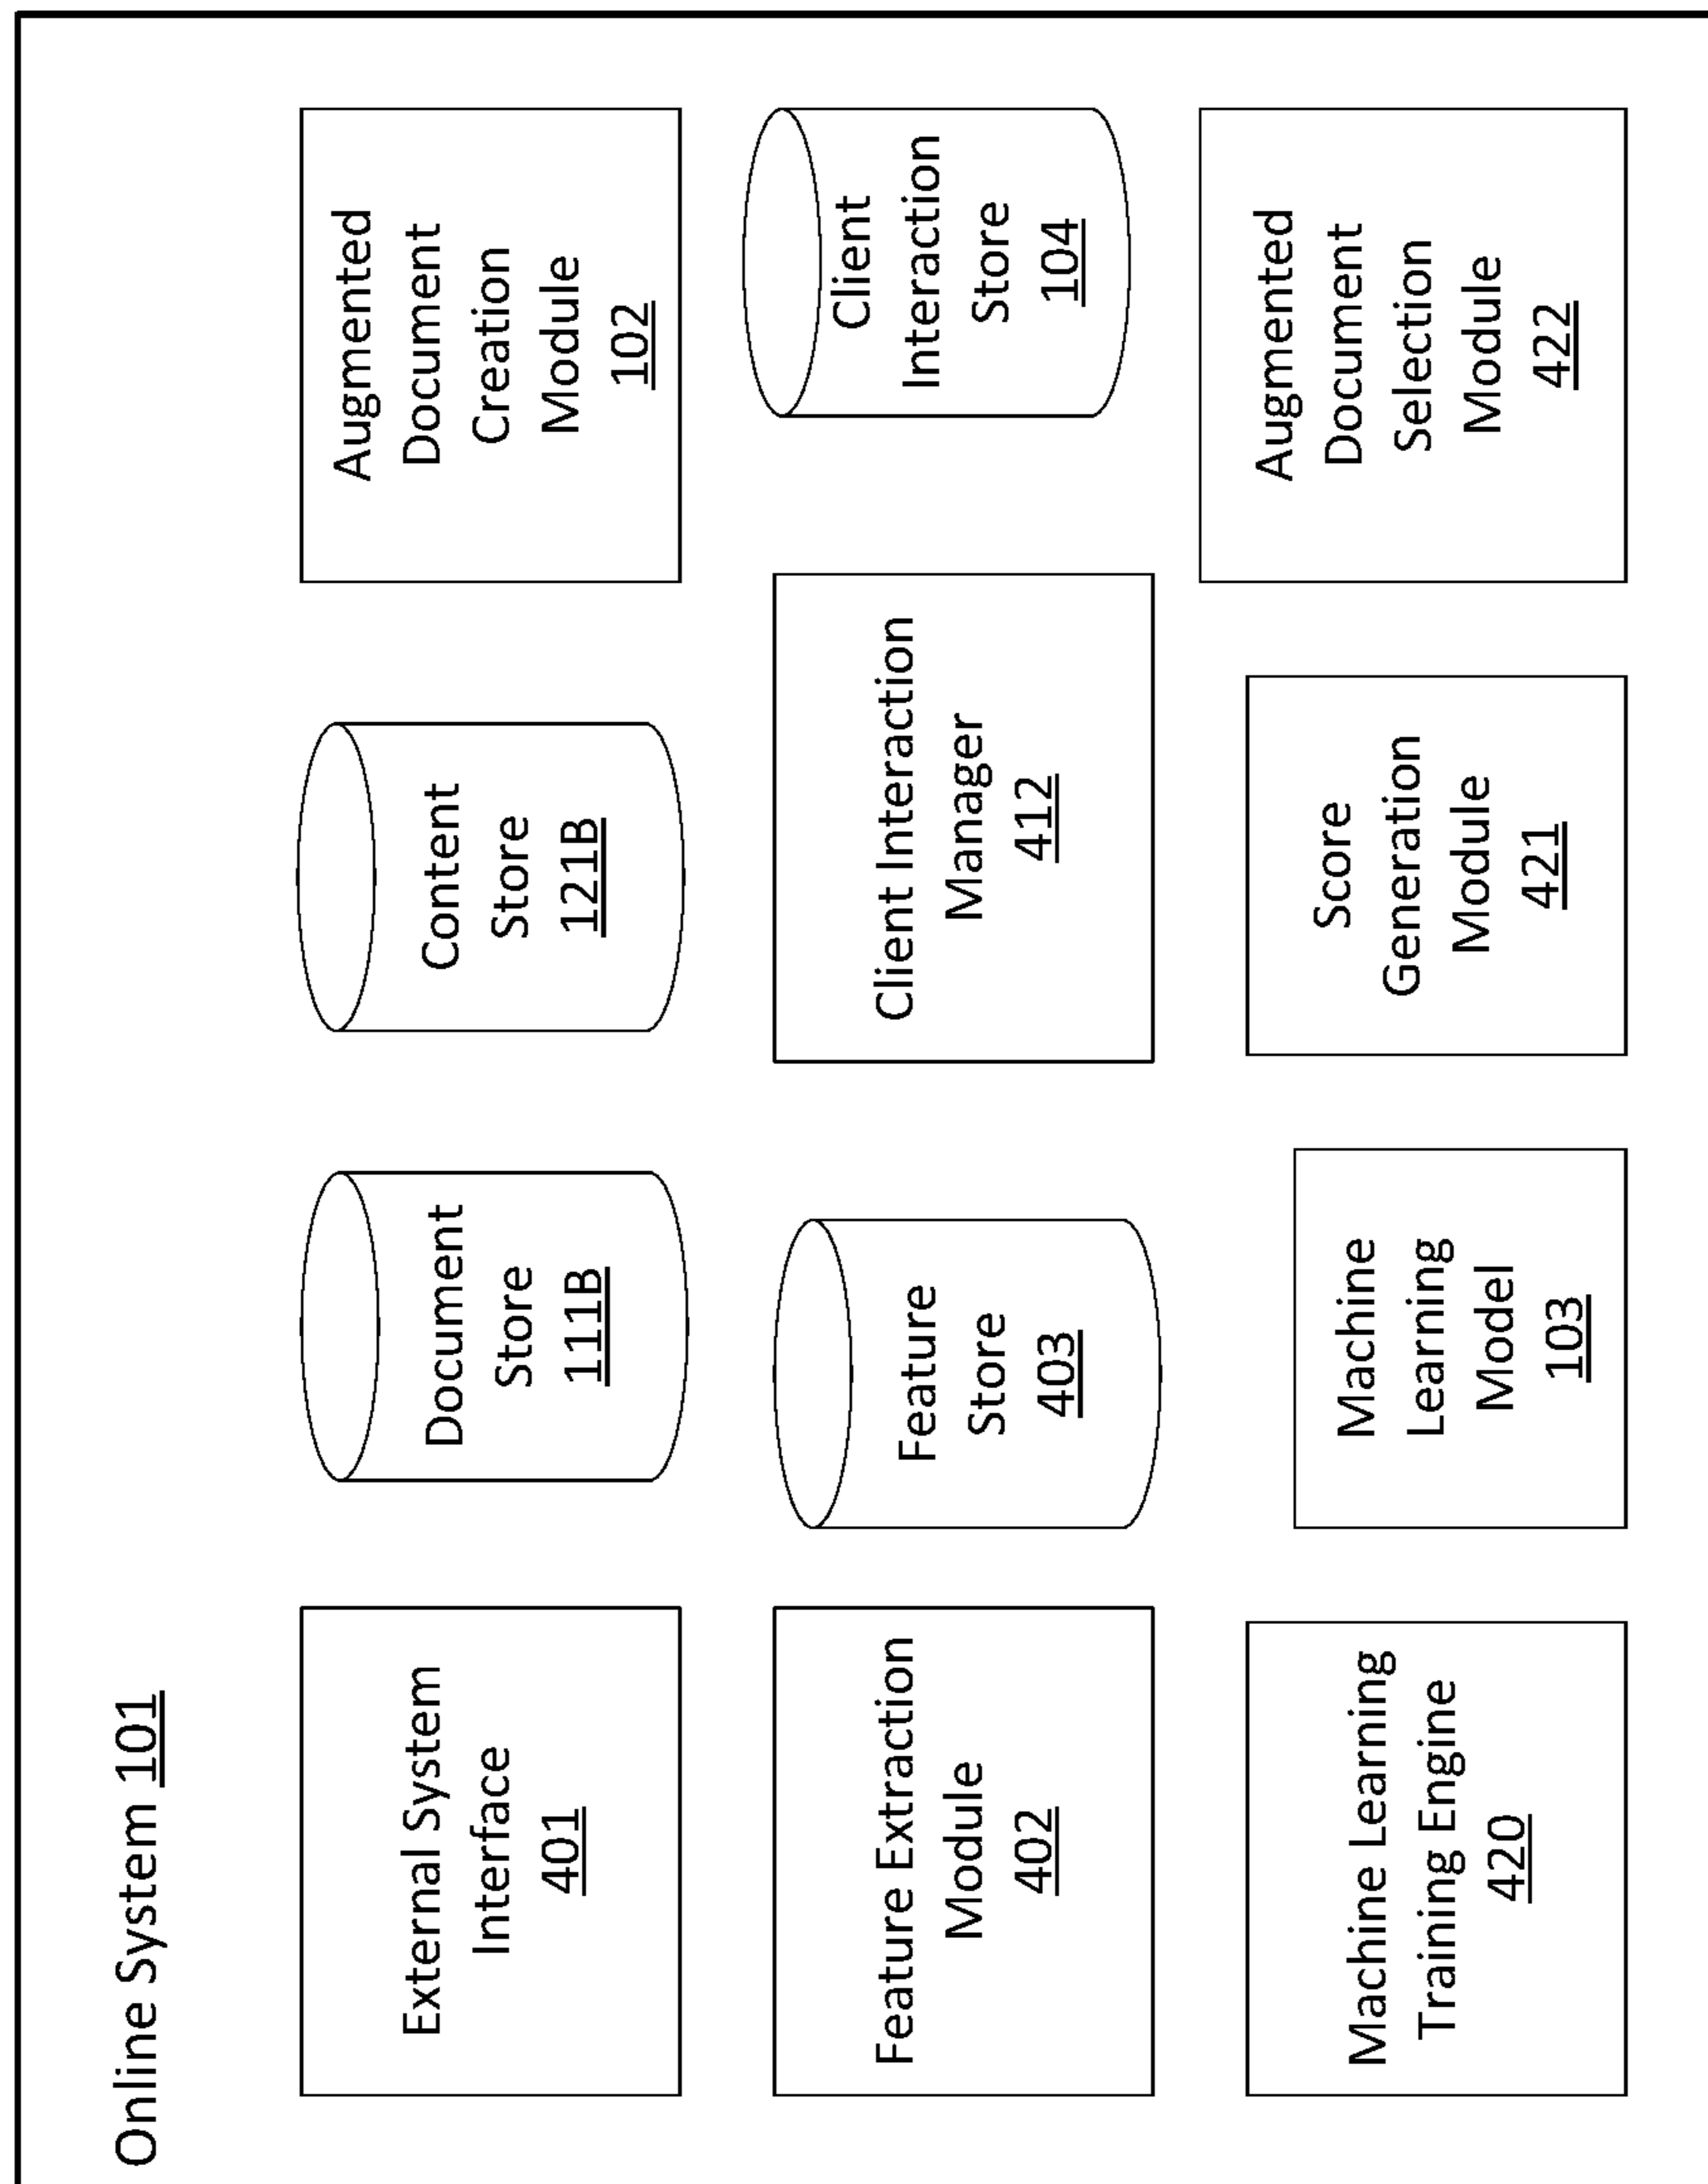 Online System 101
External System
Interface
401
Document
Store
111B
Content
Store
121B
Augmented
Document
Creation
Module
102
Feature Extraction
Module
402
Feature
Store
403
Client Interaction
Manager
412
Client
Interaction
Store
104
Machine Learning
Training Engine
420
Machine
Learning
Model
103
Score
Generation
Module
421
Augmented
Document
Selection
Module
422